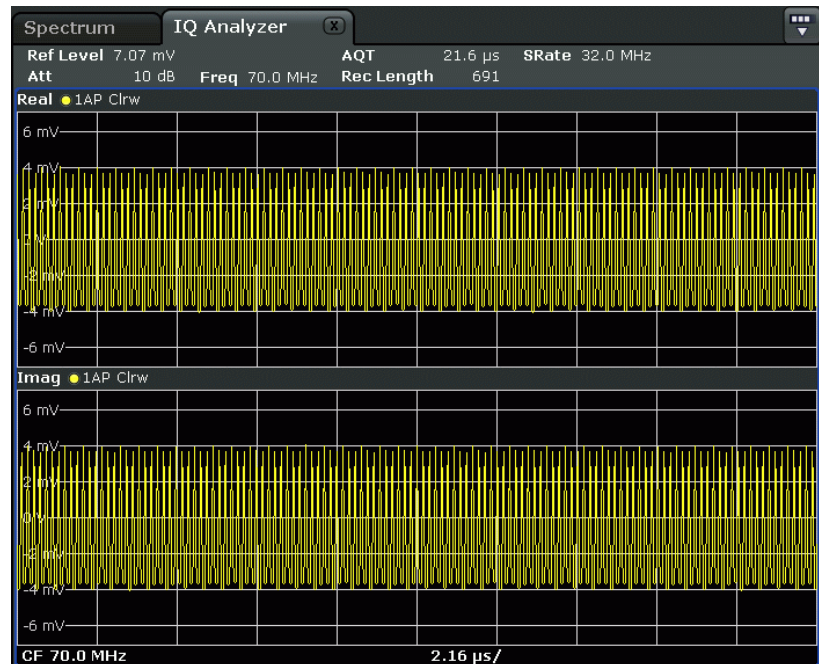 Spectrum IQ Analyzer X
Ref Level 7.07 mV AQT 21.6 µs SRate 32.0 MHz
Att 10 dB Freq 70.0 MHz Rec Length 691
Real 1AP Clrw
6 mV
4 mV
2 mV
0 V
-2 mV
-4 mV
-6 mV
Imag 1AP Clrw
6 mV
4 mV
2 mV
0 V
-2 mV
-4 mV
-6 mV
CF 70.0 MHz 2.16 µs/